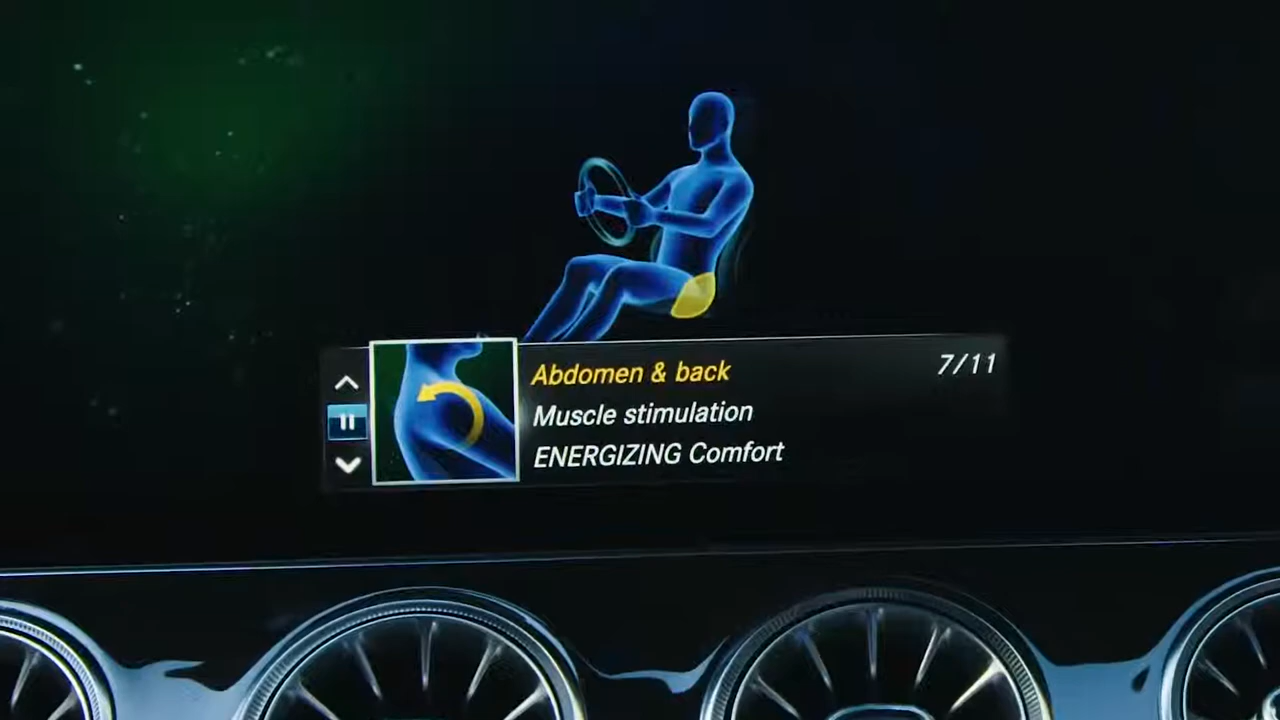 Abdomen & back
7/11
Muscle stimulation
ENERGIZING Comfort